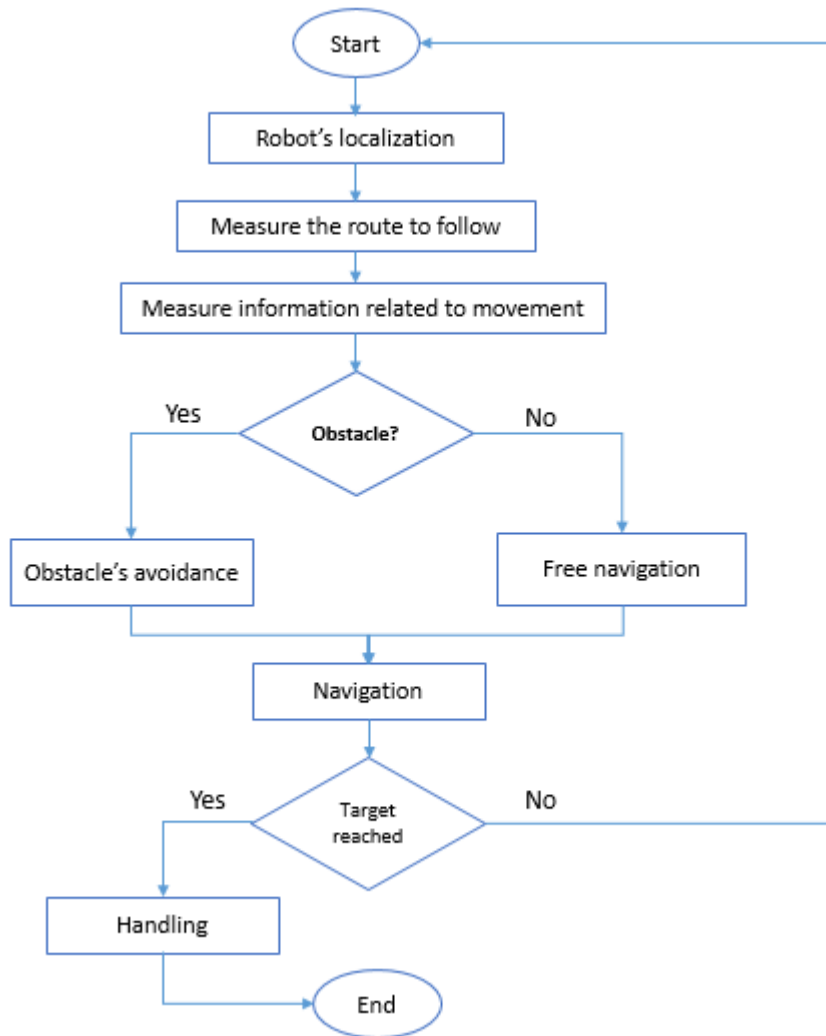 Start
Robot's localization
Measure the route to follow
Measure information related to movement
Yes
Obstacle?
No
Obstacle's avoidance
Free navigation
Navigation
Yes
Target
reached
No
Handling
End